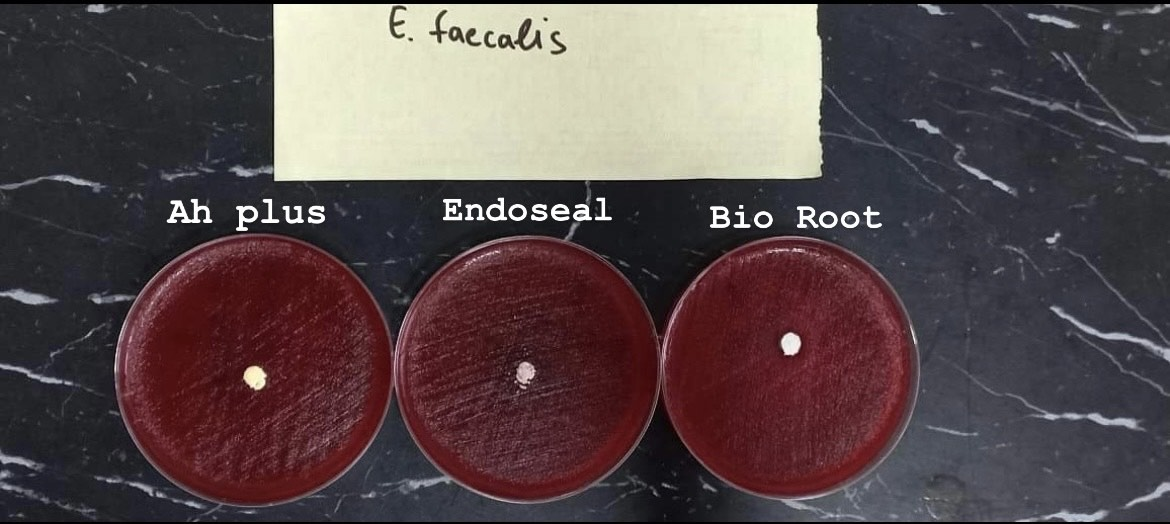 E. faecalis
Ah plus
Endoseal
Bio Root